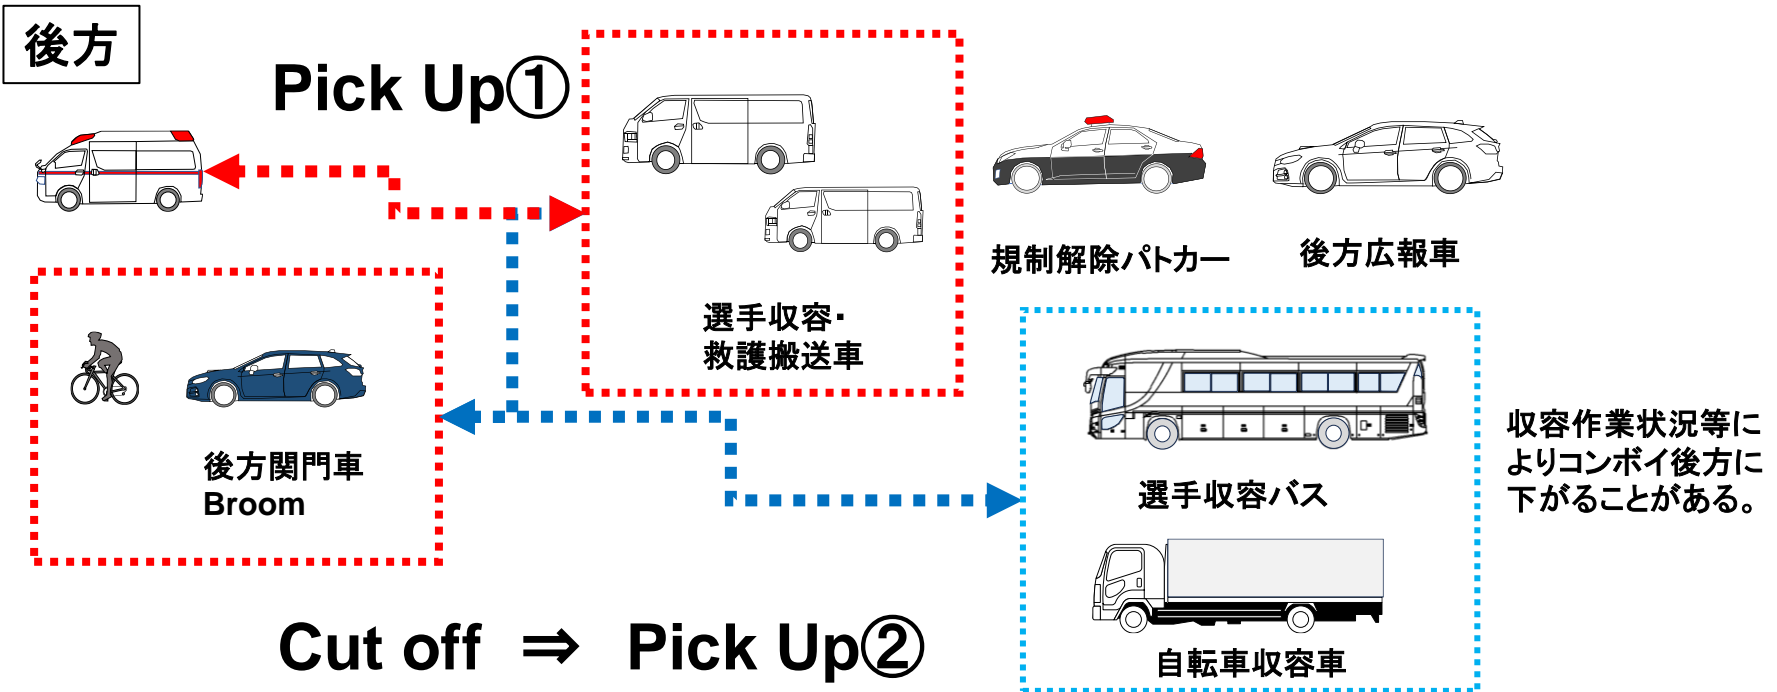 後方
Pick Up①
規制解除パトカー
後方広報車
選手収容・
救護搬送車
後方関門車
Broom
選手収容バス
収容作業状況等に
よりコンボイ後方に
下がることがある。
Cut off ⇒ Pick Up②
自転車収容車